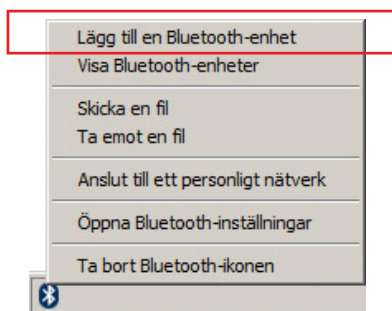 Lägg till en Bluetooth-enhet
Visa Bluetooth-enheter
Skicka en fil
Ta emot en fil
Anslut till ett personligt nätverk
Öppna Bluetooth-inställningar
Ta bort Bluetooth-ikonen